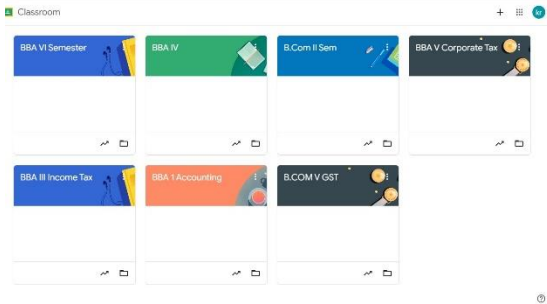 Classroom
kr
BBA VI Semester
BBA IV
B.Com II Sem
BBA V Corporate Tax
BBA III Income Tax
BBA 1 Accounting
B.COM V GST